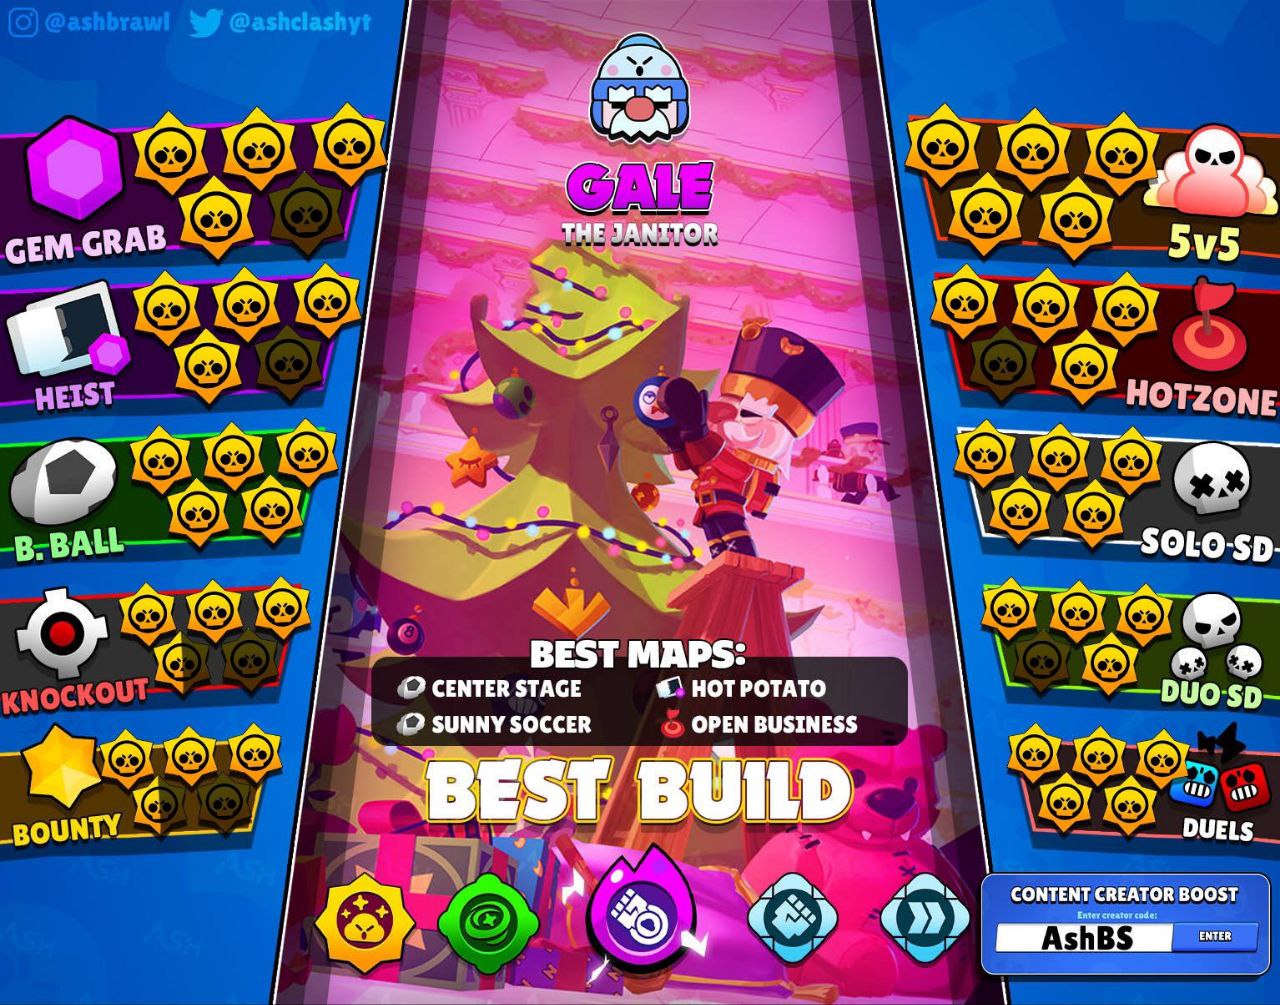 @ashbrawl @ashclashyt
GALE
THE JANITOR
GEM GRAB
HEIST
B. BALL
KNOCKOUT
BOUNTY
5v5
HOTZONE
SOLO SD
DUO SD
DUELS
BEST MAPS:
CENTER STAGE HOT POTATO
SUNNY SOCCER OPEN BUSINESS
BEST BUILD
CONTENT CREATOR BOOST
Enter creator code:
AshBS ENTER